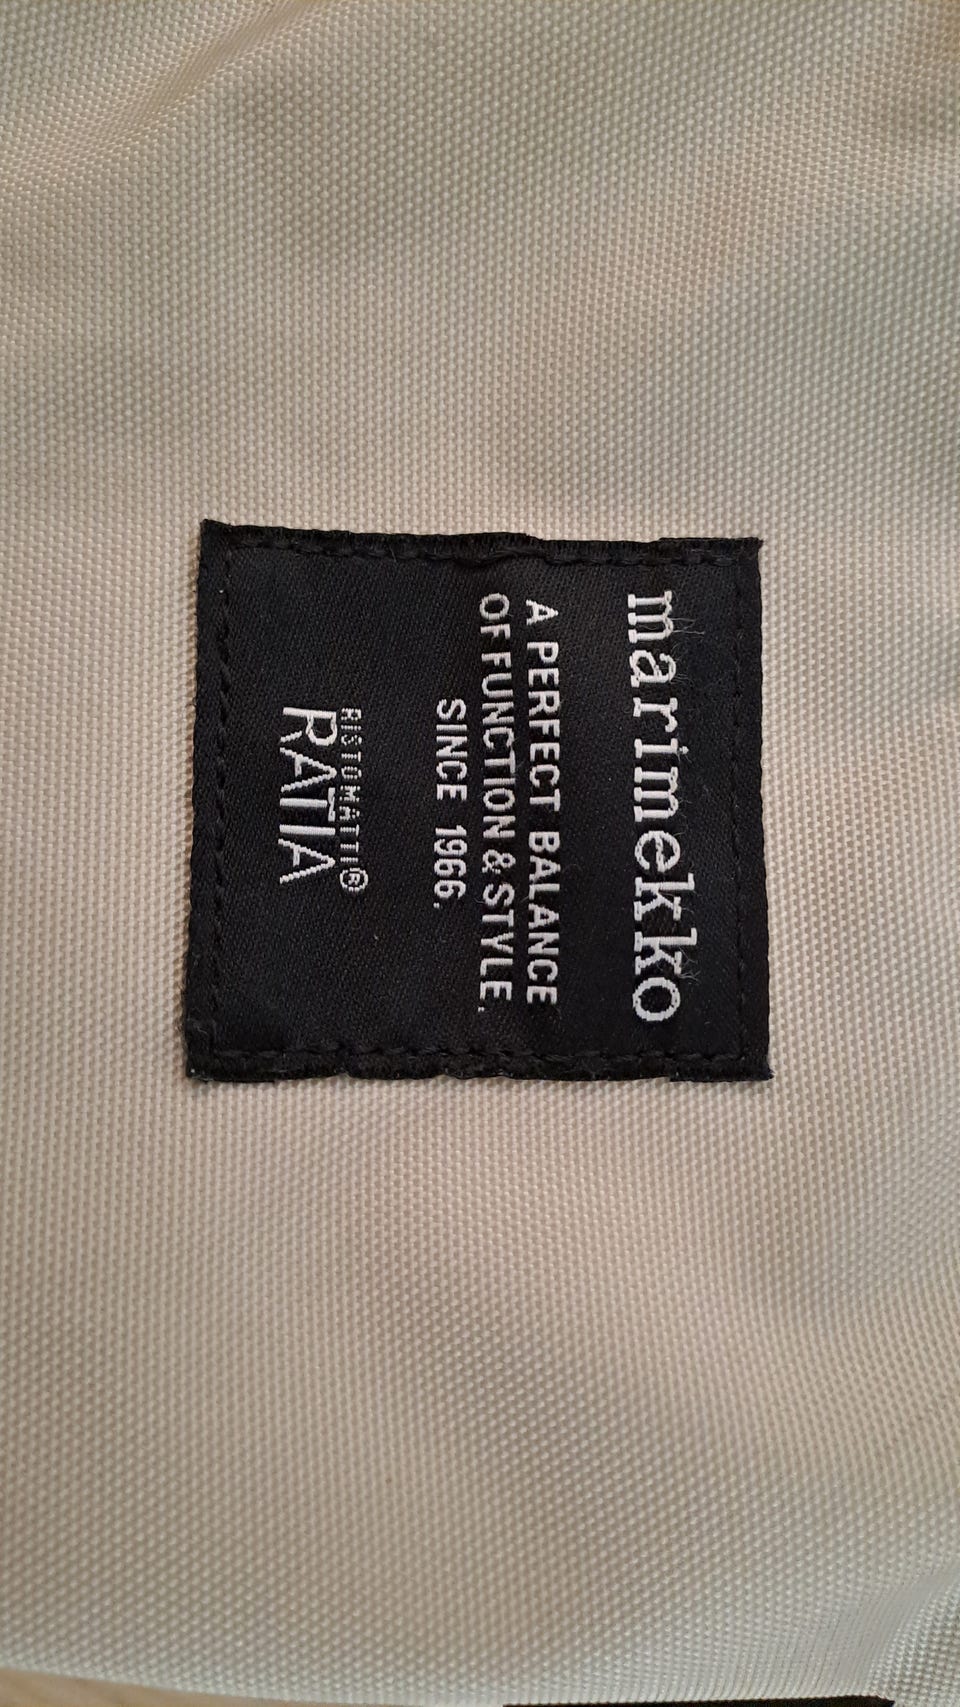 marimekko
A PERFECT BALANCE
OF FUNCTION & STYLE.
SINCE 1966.
RISTOMATTI®
RATIA